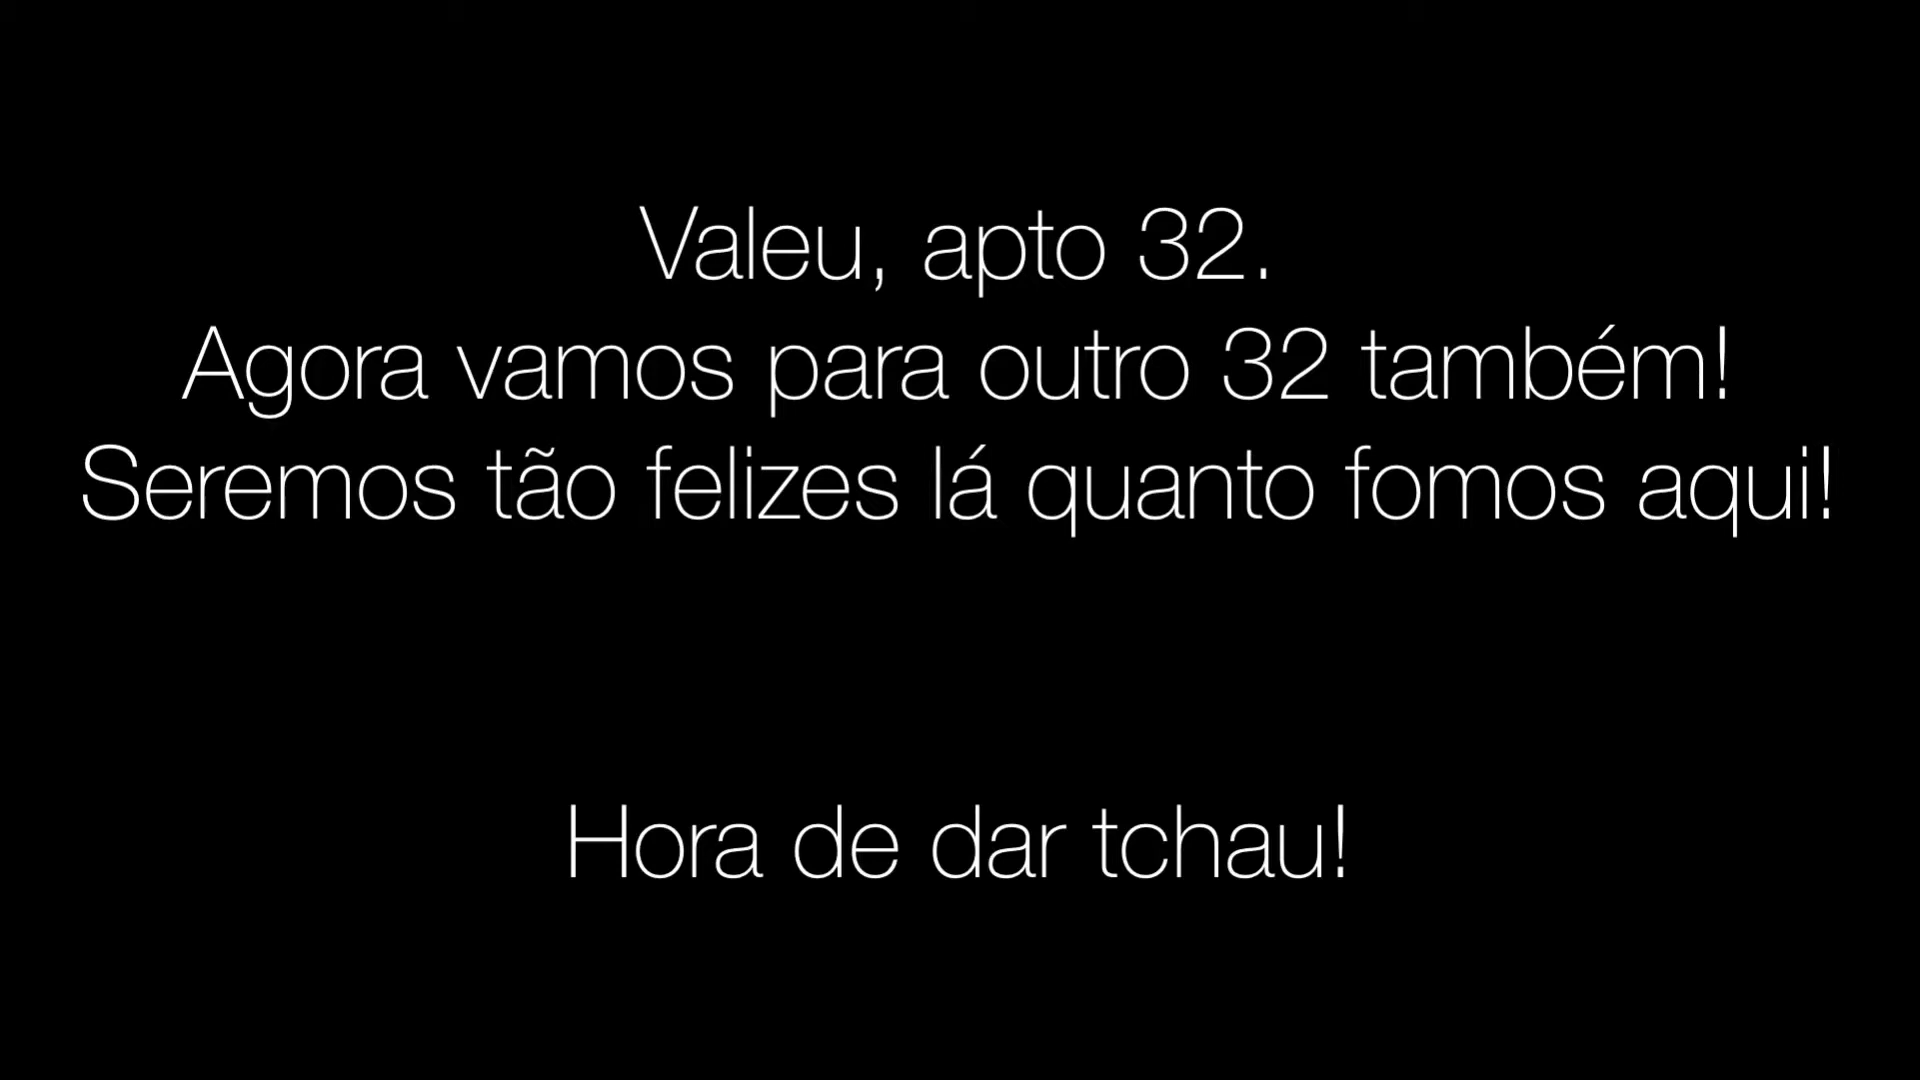 Valeu, apto 32.
Agora vamos para outro 32 também!
Seremos tão felizes lá quanto fomos aqui!
Hora de dar tchau!